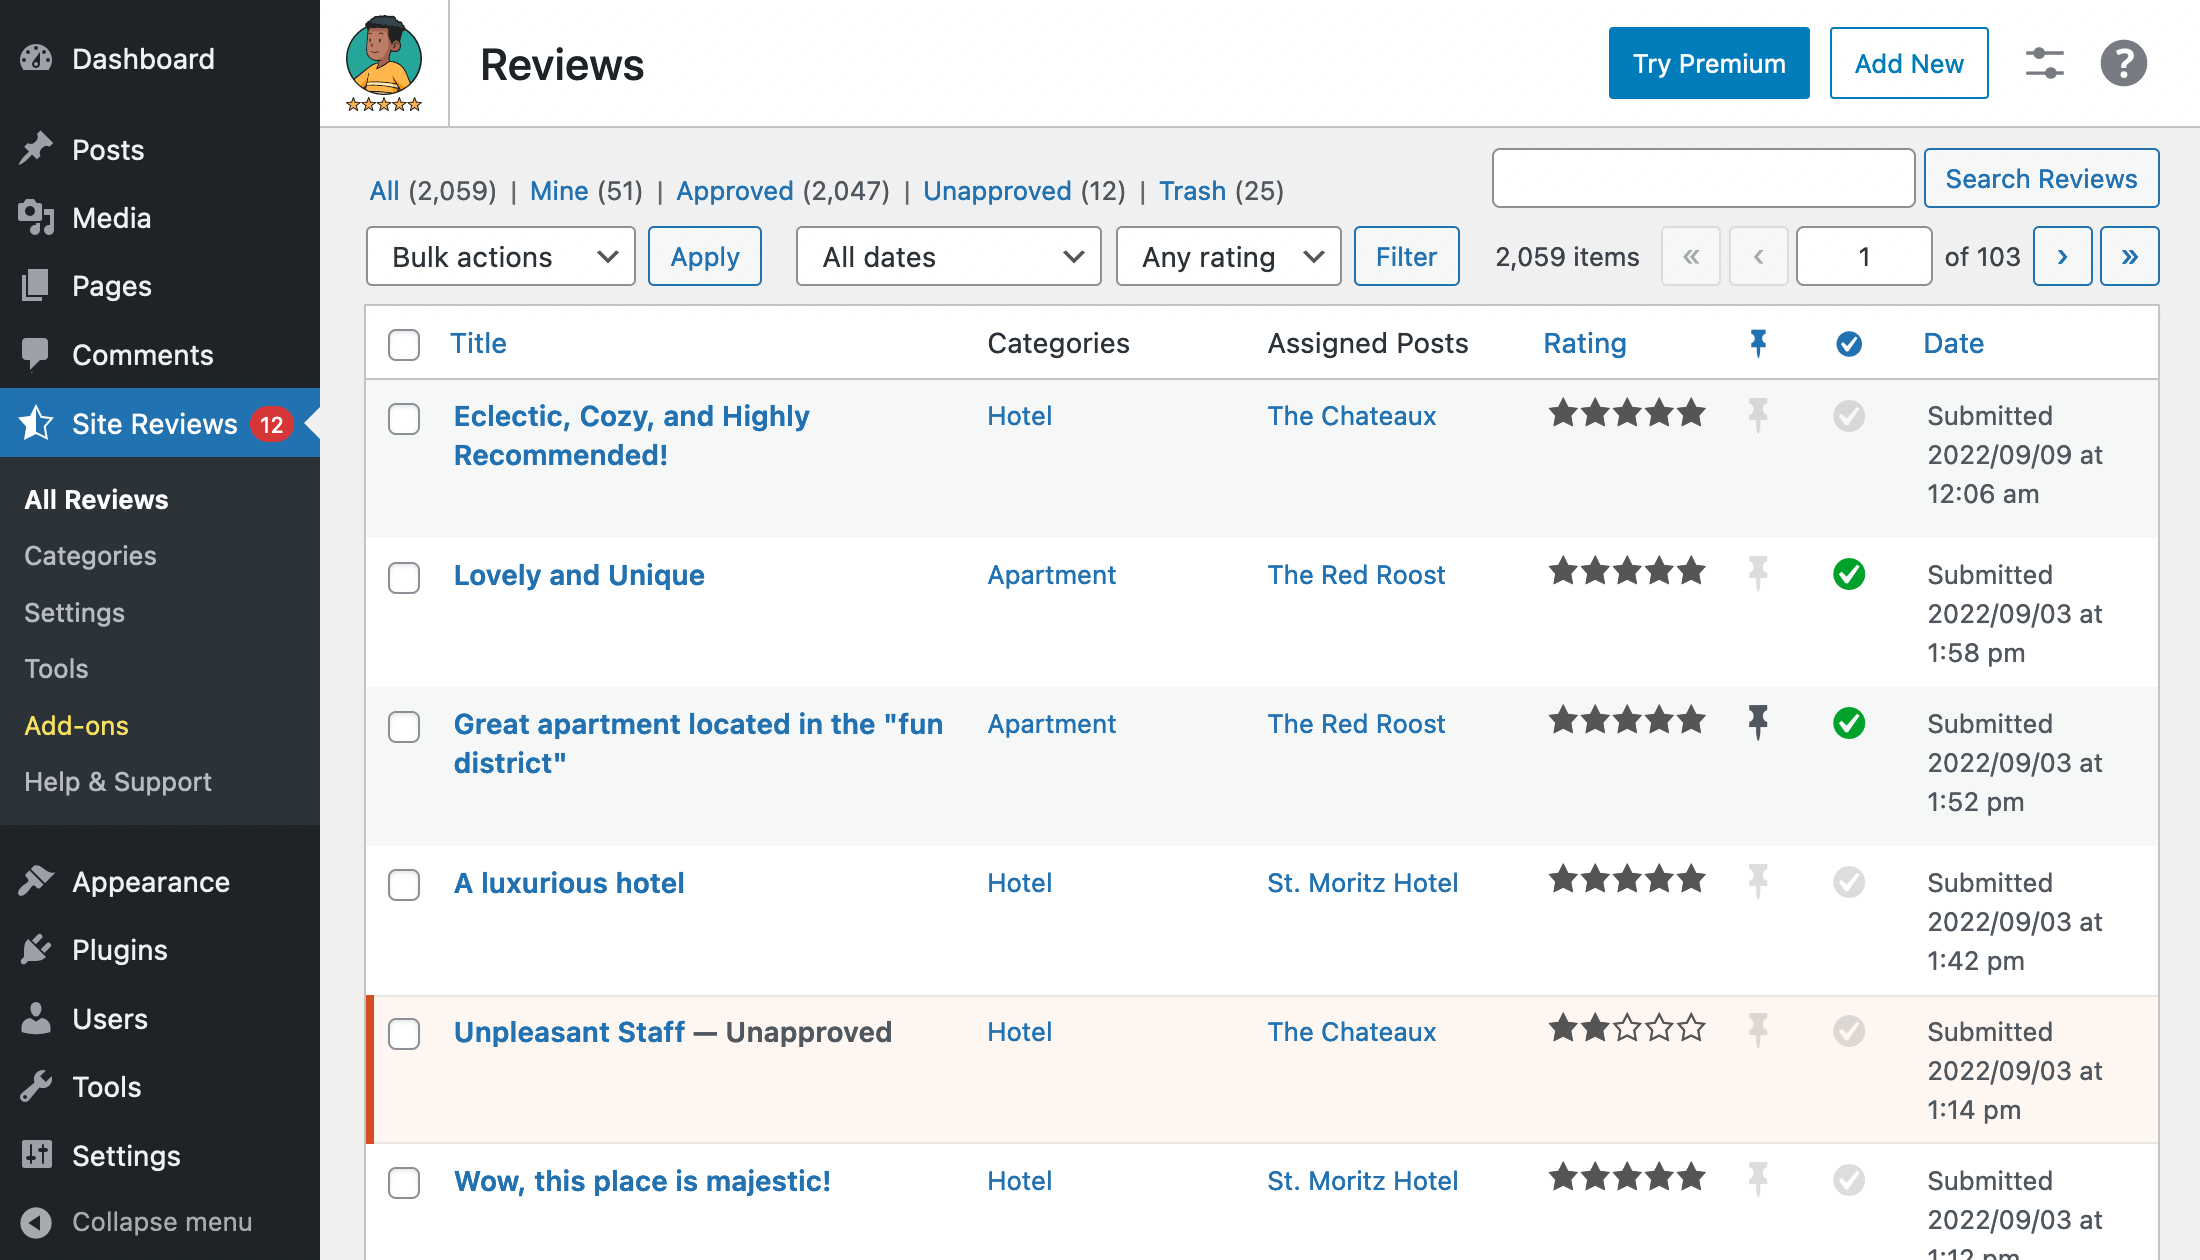 Dashboard
Posts
Media
Pages
Comments
Site Reviews 12
All Reviews
Categories
Settings
Tools
Add-ons
Help & Support
Appearance
Plugins
Users
Tools
Settings
Collapse menu
Reviews
Try Premium
Add New
?
All (2,059) | Mine (51) | Approved (2,047) | Unapproved (12) | Trash (25)
Search Reviews
Bulk actions
Apply
All dates
Any rating
Filter
2,059 items
«
‹
1
of 103
›
»
Title
Categories
Assigned Posts
Rating
Date
Eclectic, Cozy, and Highly
Recommended!
Hotel
The Chateaux
Submitted
2022/09/09 at
12:06 am
Lovely and Unique
Apartment
The Red Roost
Submitted
2022/09/03 at
1:58 pm
Great apartment located in the "fun
district"
Apartment
The Red Roost
Submitted
2022/09/03 at
1:52 pm
A luxurious hotel
Hotel
St. Moritz Hotel
Submitted
2022/09/03 at
1:42 pm
Unpleasant Staff — Unapproved
Hotel
The Chateaux
Submitted
2022/09/03 at
1:14 pm
Wow, this place is majestic!
Hotel
St. Moritz Hotel
Submitted
2022/09/03 at
1:12 pm